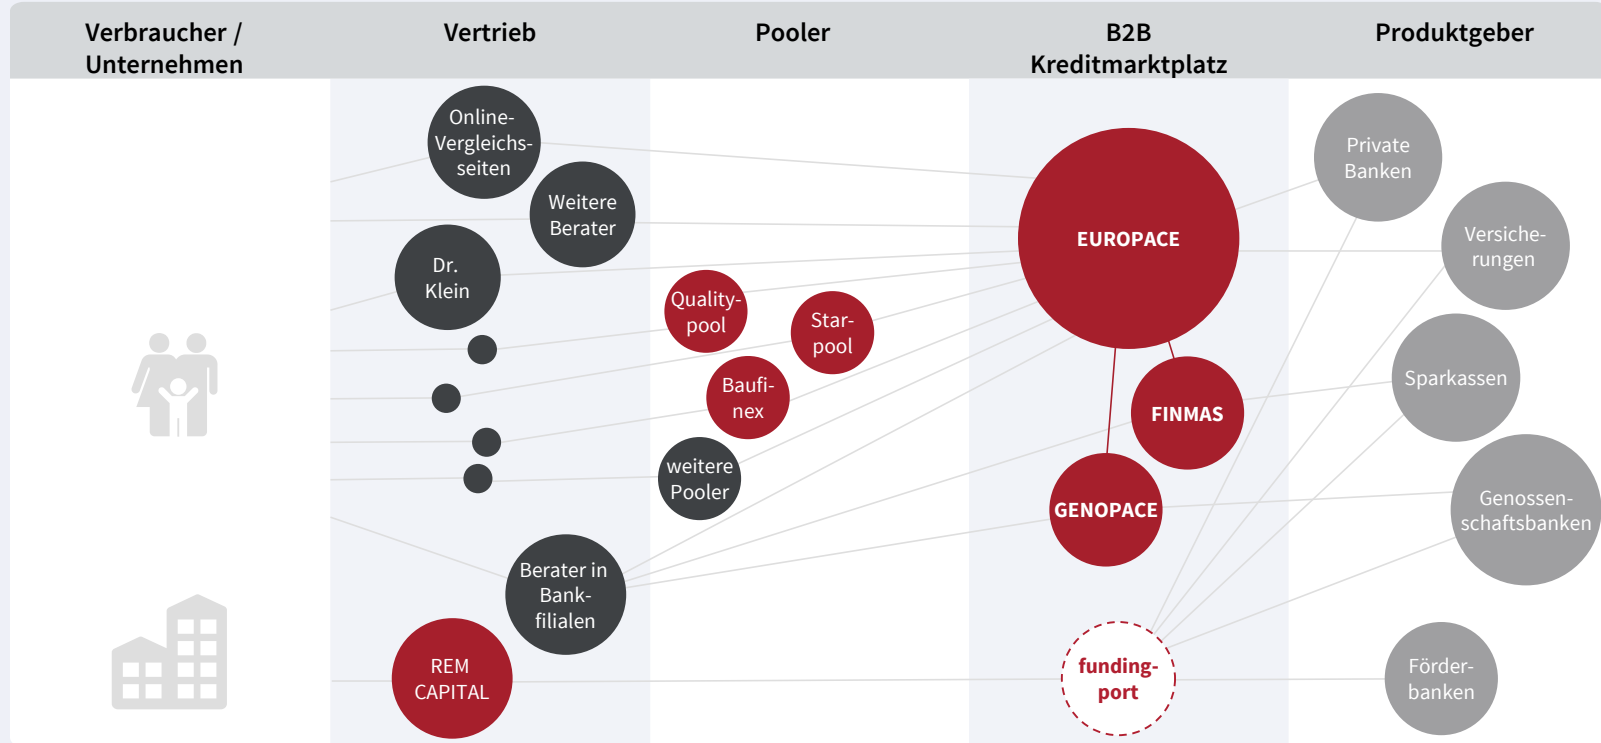 Verbraucher /
Unternehmen
Vertrieb
Pooler
B2B
Kreditmarktplatz
Produktgeber
Online-
Vergleichs-
seiten
Weitere
Berater
Dr.
Klein
Berater in
Bank-
filialen
REM
CAPITAL
Quality-
pool
Star-
pool
Baufi-
nex
weitere
Pooler
EUROPACE
FINMAS
GENOPACE
funding-
port
Private
Banken
Versiche-
rungen
Sparkassen
Genossen-
schaftsbanken
Förder-
banken